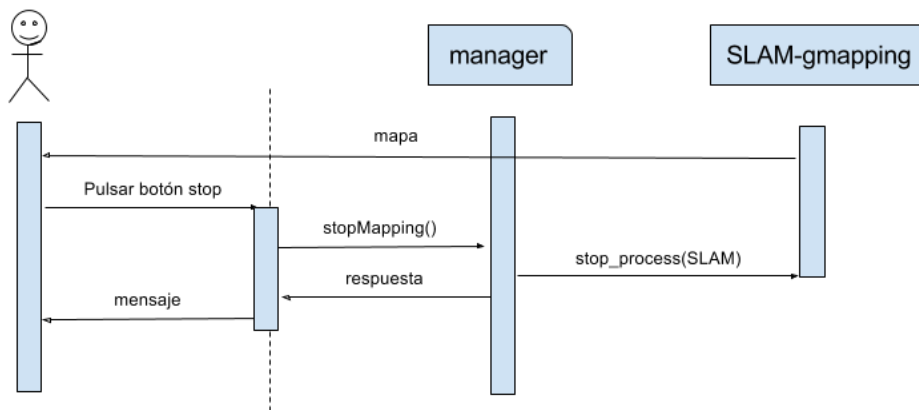 manager
SLAM-gmapping
mapa
Pulsar botón stop
stopMapping()
stop_process(SLAM)
respuesta
mensaje